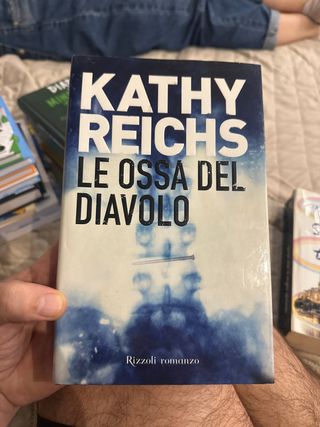 KATHY
REICHS
LE OSSA DEL
DIAVOLO
Rizzoli romanzo